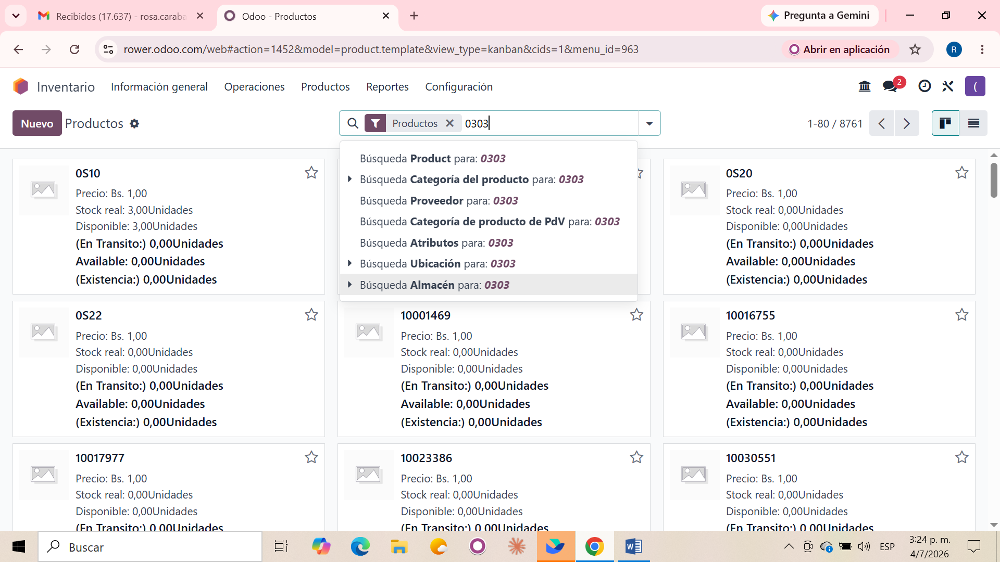 Recibidos (17.637) - rosa.caraba
Odoo - Productos
Pregunta a Gemini
rower.odoo.com/web#action=1452&model=product.template&view_type=kanban&cids=1&menu_id=963
Abrir en aplicación
R
Inventario
Información general
Operaciones
Productos
Reportes
Configuración
2
(
Nuevo
Productos
Productos
0303
1-80 / 8761
Búsqueda Product para: 0303
Búsqueda Categoría del producto para: 0303
Búsqueda Proveedor para: 0303
Búsqueda Categoría de producto de PdV para: 0303
Búsqueda Atributos para: 0303
Búsqueda Ubicación para: 0303
Búsqueda Almacén para: 0303
0S10
Precio: Bs. 1,00
Stock real: 3,00Unidades
Disponible: 3,00Unidades
(En Transito:) 0,00Unidades
Available: 0,00Unidades
(Existencia:) 0,00Unidades
0S20
Precio: Bs. 1,00
Stock real: 0,00Unidades
Disponible: 0,00Unidades
(En Transito:) 0,00Unidades
Available: 0,00Unidades
(Existencia:) 0,00Unidades
0S22
Precio: Bs. 1,00
Stock real: 0,00Unidades
Disponible: 0,00Unidades
(En Transito:) 0,00Unidades
Available: 0,00Unidades
(Existencia:) 0,00Unidades
10001469
Precio: Bs. 1,00
Stock real: 0,00Unidades
Disponible: 0,00Unidades
(En Transito:) 0,00Unidades
Available: 0,00Unidades
(Existencia:) 0,00Unidades
10016755
Precio: Bs. 1,00
Stock real: 0,00Unidades
Disponible: 0,00Unidades
(En Transito:) 0,00Unidades
Available: 0,00Unidades
(Existencia:) 0,00Unidades
10017977
Precio: Bs. 1,00
Stock real: 0,00Unidades
Disponible: 0,00Unidades
(En Transito:) 0,00Unidades
10023386
Precio: Bs. 1,00
Stock real: 0,00Unidades
Disponible: 0,00Unidades
(En Transito:) 0,00Unidades
10030551
Precio: Bs. 1,00
Stock real: 0,00Unidades
Disponible: 0,00Unidades
(En Transito:) 0,00Unidades
Buscar
ESP
3:24 p. m.
4/7/2026